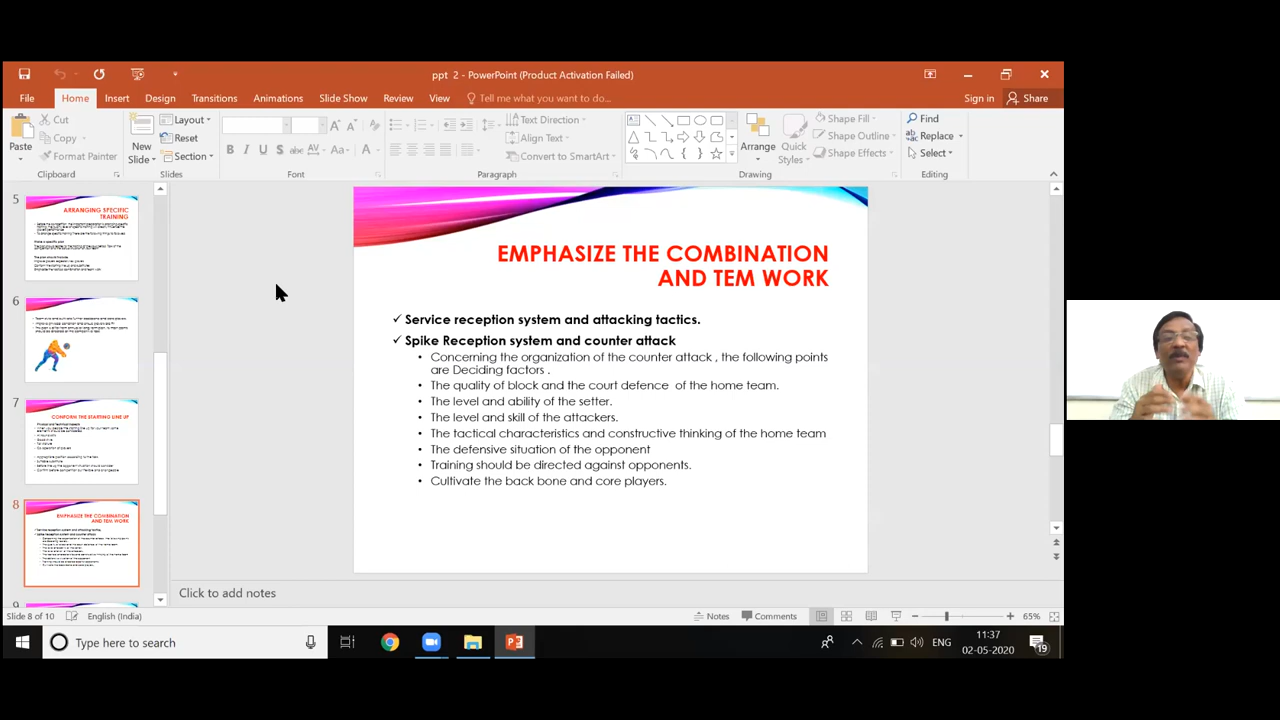 ppt 2 - PowerPoint (Product Activation Failed)
File Home Insert Design Transitions Animations Slide Show Review View Tell me what you want to do... Sign in Share
Paste
Cut
Copy
Format Painter
Clipboard
New Slide
Layout
Reset
Section
Slides
B I U S abc AV Aa A
Font
Text Direction
Align Text
Convert to SmartArt
Paragraph
Arrange
Quick Styles
Shape Fill
Shape Outline
Shape Effects
Drawing
Find
Replace
Select
Editing
5
ARRANGING SPECIFIC
TRAINING
6
7
CONFORM THE STARTING LINE UP
8
EMPHASIZE THE COMBINATION
AND TEM WORK
9
EMPHASIZE THE COMBINATION
AND TEM WORK
✓ Service reception system and attacking tactics.
✓ Spike Reception system and counter attack
• Concerning the organization of the counter attack , the following points
are Deciding factors .
• The quality of block and the court defence of the home team.
• The level and ability of the setter.
• The level and skill of the attackers.
• The tactical characteristics and constructive thinking of the home team
• The defensive situation of the opponent
• Training should be directed against opponents.
• Cultivate the back bone and core players.
Click to add notes
Slide 8 of 10 English (India) Notes Comments 65%
Type here to search ENG 11:37
02-05-2020
19